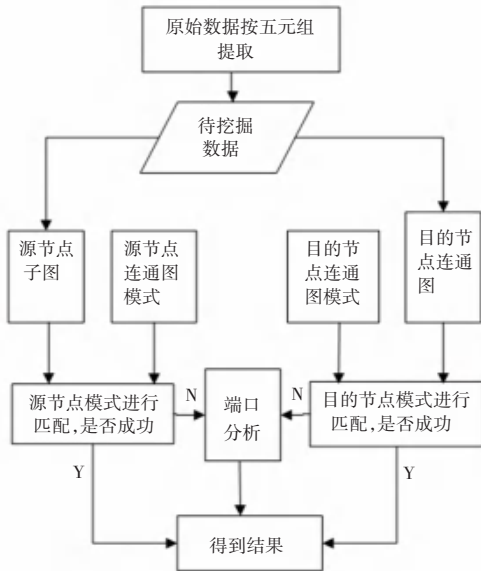 原始数据按五元组
提取
待挖掘
数据
源节点
子图
源节点
连通图
模式
目的节
点连通
图模式
目的节
点连通
图
源节点模式进行
匹配,是否成功
N
端口
分析
N
目的节点模式进行
匹配,是否成功
Y
Y
得到结果